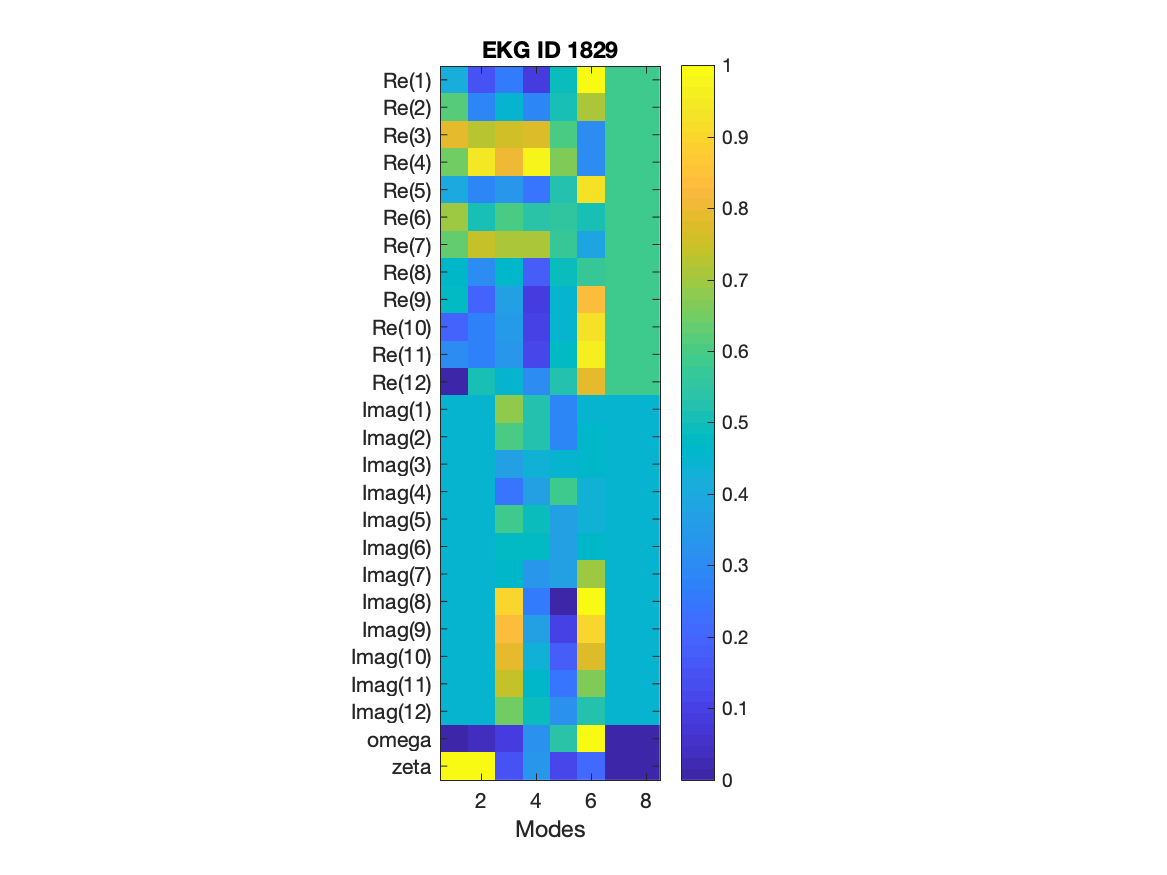 EKG ID 1829
Re(1)
Re(2)
Re(3)
Re(4)
Re(5)
Re(6)
Re(7)
Re(8)
Re(9)
Re(10)
Re(11)
Re(12)
Imag(1)
Imag(2)
Imag(3)
Imag(4)
Imag(5)
Imag(6)
Imag(7)
Imag(8)
Imag(9)
Imag(10)
Imag(11)
Imag(12)
omega
zeta
2 4 6 8
Modes
1
0.9
0.8
0.7
0.6
0.5
0.4
0.3
0.2
0.1
0